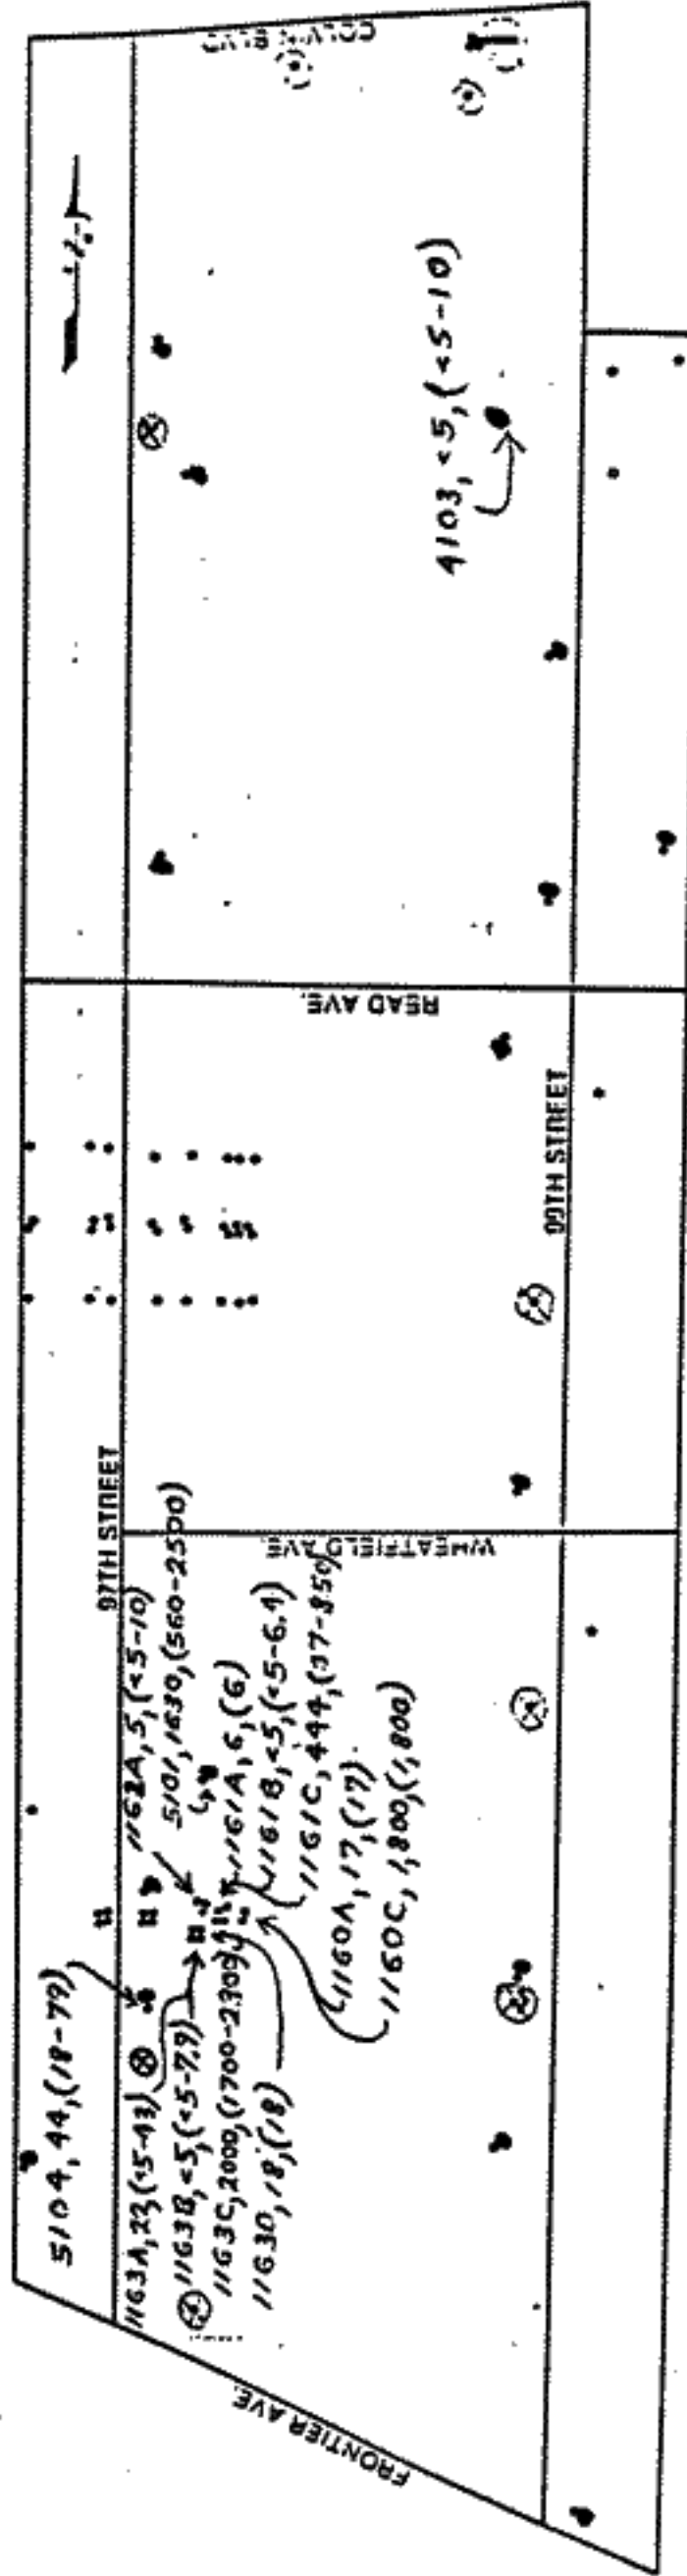 COLVIN BLVD
4103, <5, (<5-10)
READ AVE.
99TH STREET
97TH STREET
WHEATFIELD AVE.
1162A, 5, (<5-10)
5101, 1630, (560-2500)
1161A, 6, (6)
1161B, <5, (<5-6.1)
1161C, 444, (37-850)
1160A, 17, (17)
1160C, 1,800, (1,800)
5104, 44, (18-79)
1163A, 23, (<5-43)
1163B, <5, (<5-7.9)
1163C, 2000, (1700-2300)
1163D, 18, (18)
FRONTIER AVE.